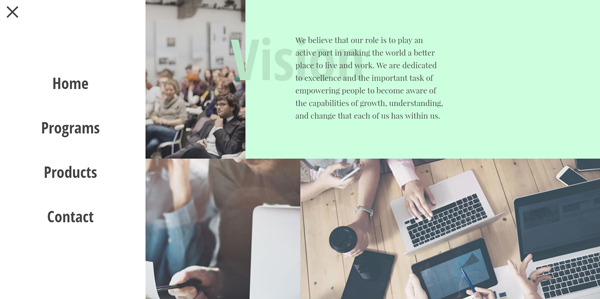 Home
Programs
Products
Contact
Vision
We believe that our role is to play an
active part in making the world a better
place to live and work. We are dedicated
to excellence and the important task of
empowering people to become aware of
the capabilities of growth, understanding,
and change that each of us has within us.